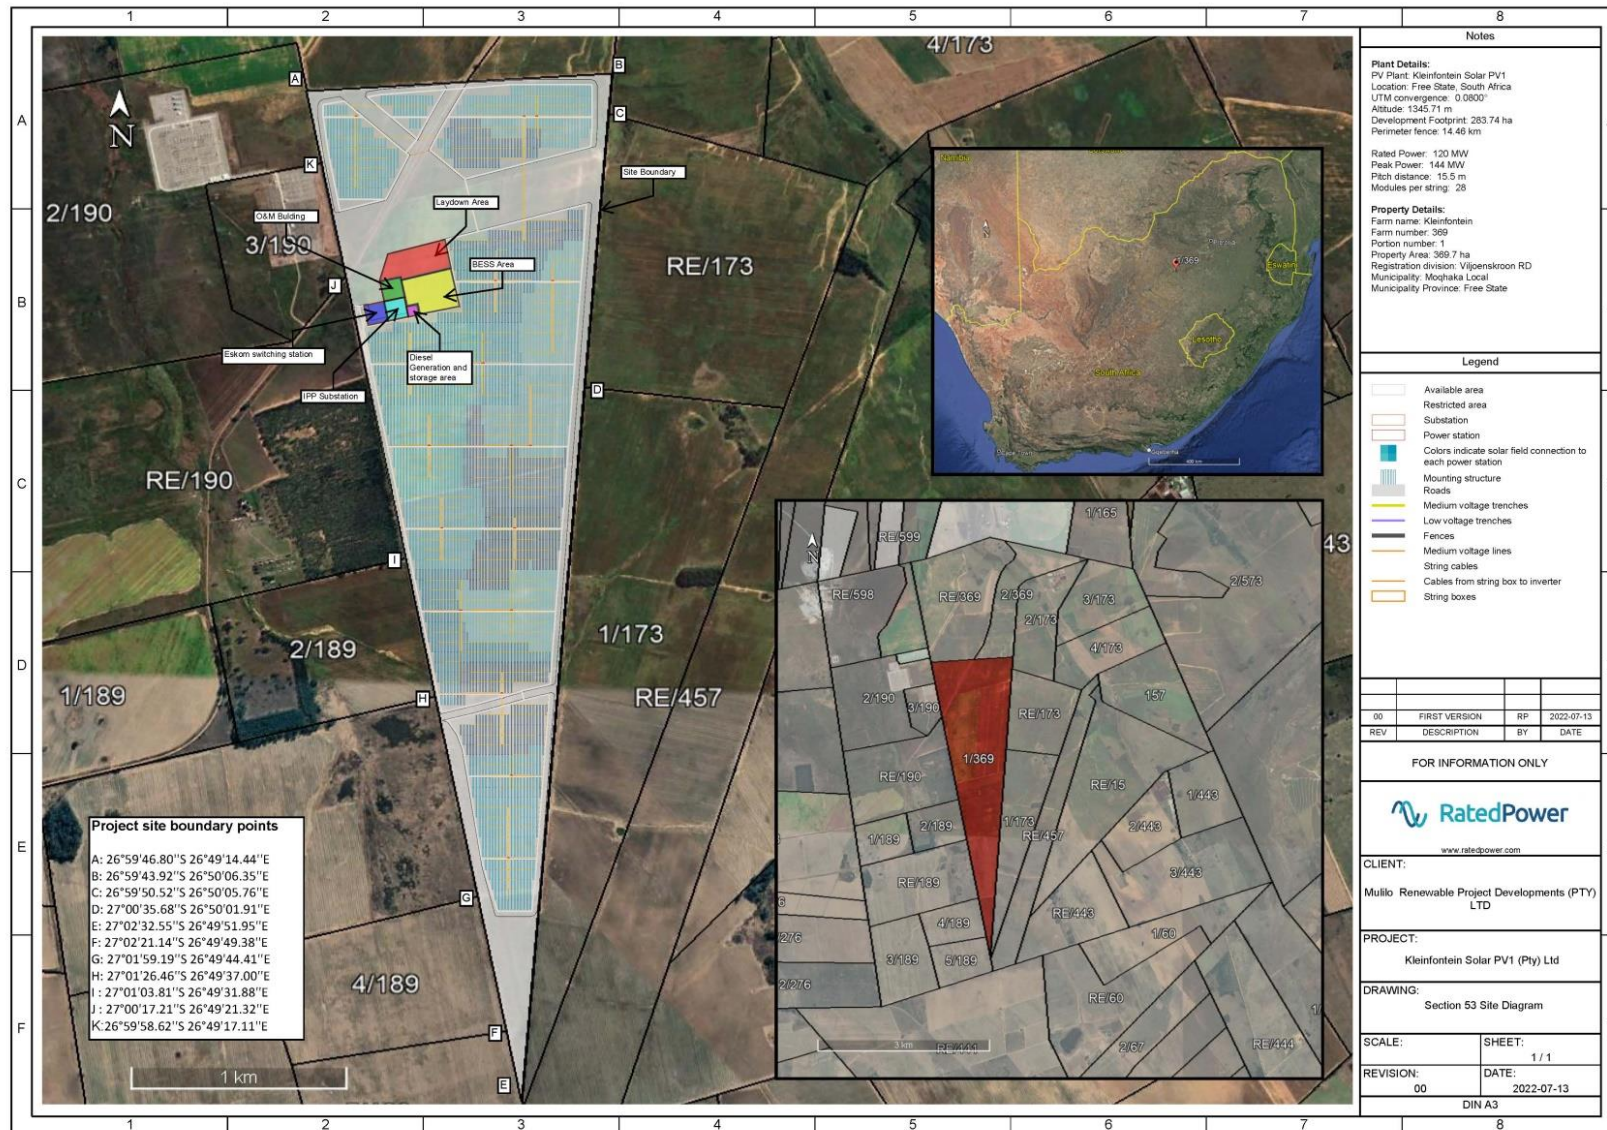 1 2 3 5 6 7 8
A
B
C
D
E
F
4/173
A
B
C
K
2/190
3/190
O&M Bulding
Laydown Area
Site Boundary
RE/173
BESS Area
J
Eskom switching station
Diesel
Generation and
storage area
IPP Substation
D
RE/190
I
2/189
1/173
1/189
H
RE/457
G
4/189
F
E
N
43
Project site boundary points
A: 26°59'46.80''S 26°49'14.44''E
B: 26°59'43.92''S 26°50'06.35''E
C: 26°59'50.52''S 26°50'05.76''E
D: 27°00'35.68''S 26°50'01.91''E
E: 27°02'32.55''S 26°49'51.95''E
F: 27°02'21.14''S 26°49'49.38''E
G: 27°01'59.19''S 26°49'44.41''E
H: 27°01'26.46''S 26°49'37.00''E
I : 27°01'03.81''S 26°49'31.88''E
J : 27°00'17.21''S 26°49'21.32''E
K:26°59'58.62''S 26°49'17.11''E
1 km
Namibia
1/369
Eswatini
Lesotho
South Africa
Cape Town
Gqeberha
1/165
RE/599
N
2/573
RE/598
RE/369
2/369
3/173
2/173
4/173
2/190
3/190
RE/173
157
1/369
RE/190
RE/15
1/443
1/173
RE/457
2/443
1/189
2/189
RE/189
3/443
4/189
RE/443
1/60
/276
3/189
5/189
2/276
RE/60
3 km
RE/441
2/67
RE/444
Notes
Plant Details:
PV Plant: Kleinfontein Solar PV1
Location: Free State, South Africa
UTM convergence: 0.0800°
Altitude: 1345.71 m
Development Footprint: 283.74 ha
Perimeter fence: 14.46 km
Rated Power: 120 MW
Peak Power: 144 MW
Pitch distance: 15.5 m
Modules per string: 28
Property Details:
Farm name: Kleinfontein
Farm number: 369
Portion number: 1
Property Area: 369.7 ha
Registration division: Viljoenskroon RD
Municipality: Moqhaka Local
Municipality Province: Free State
Legend
Available area
Restricted area
Substation
Power station
Colors indicate solar field connection to
each power station
Mounting structure
Roads
Medium voltage trenches
Low voltage trenches
Fences
Medium voltage lines
String cables
Cables from string box to inverter
String boxes
00 FIRST VERSION RP 2022-07-13
REV DESCRIPTION BY DATE
FOR INFORMATION ONLY
RatedPower
www.ratedpower.com
CLIENT:
Mulilo Renewable Project Developments (PTY)
LTD
PROJECT:
Kleinfontein Solar PV1 (Pty) Ltd
DRAWING:
Section 53 Site Diagram
SCALE: SHEET:
1 / 1
REVISION: DATE:
00 2022-07-13
DIN A3
1 2 3 4 5 6 7 8